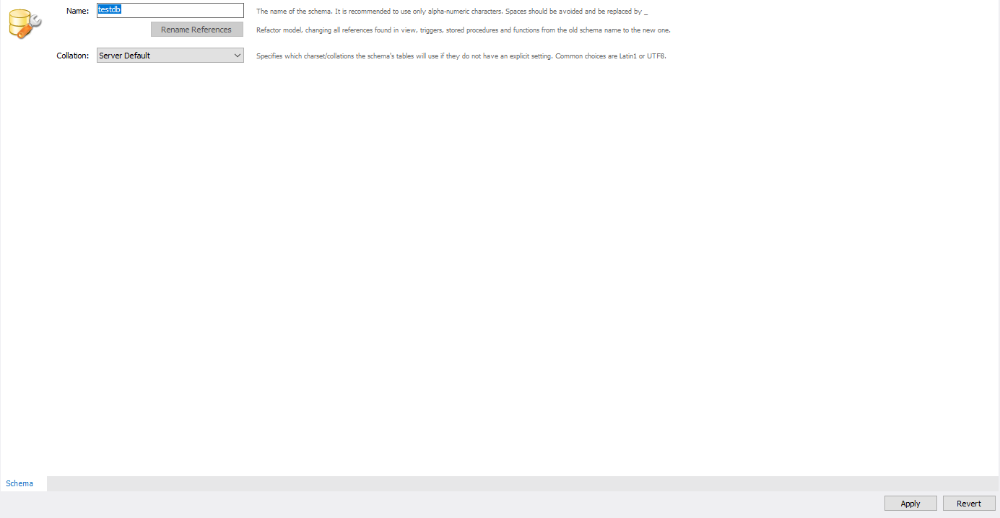 Name: testdb The name of the schema. It is recommended to use only alpha-numeric characters. Spaces should be avoided and be replaced by _
Rename References Refactor model, changing all references found in view, triggers, stored procedures and functions from the old schema name to the new one.
Collation: Server Default Specifies which charset/collations the schema's tables will use if they do not have an explicit setting. Common choices are Latin1 or UTF8.
Schema
Apply Revert